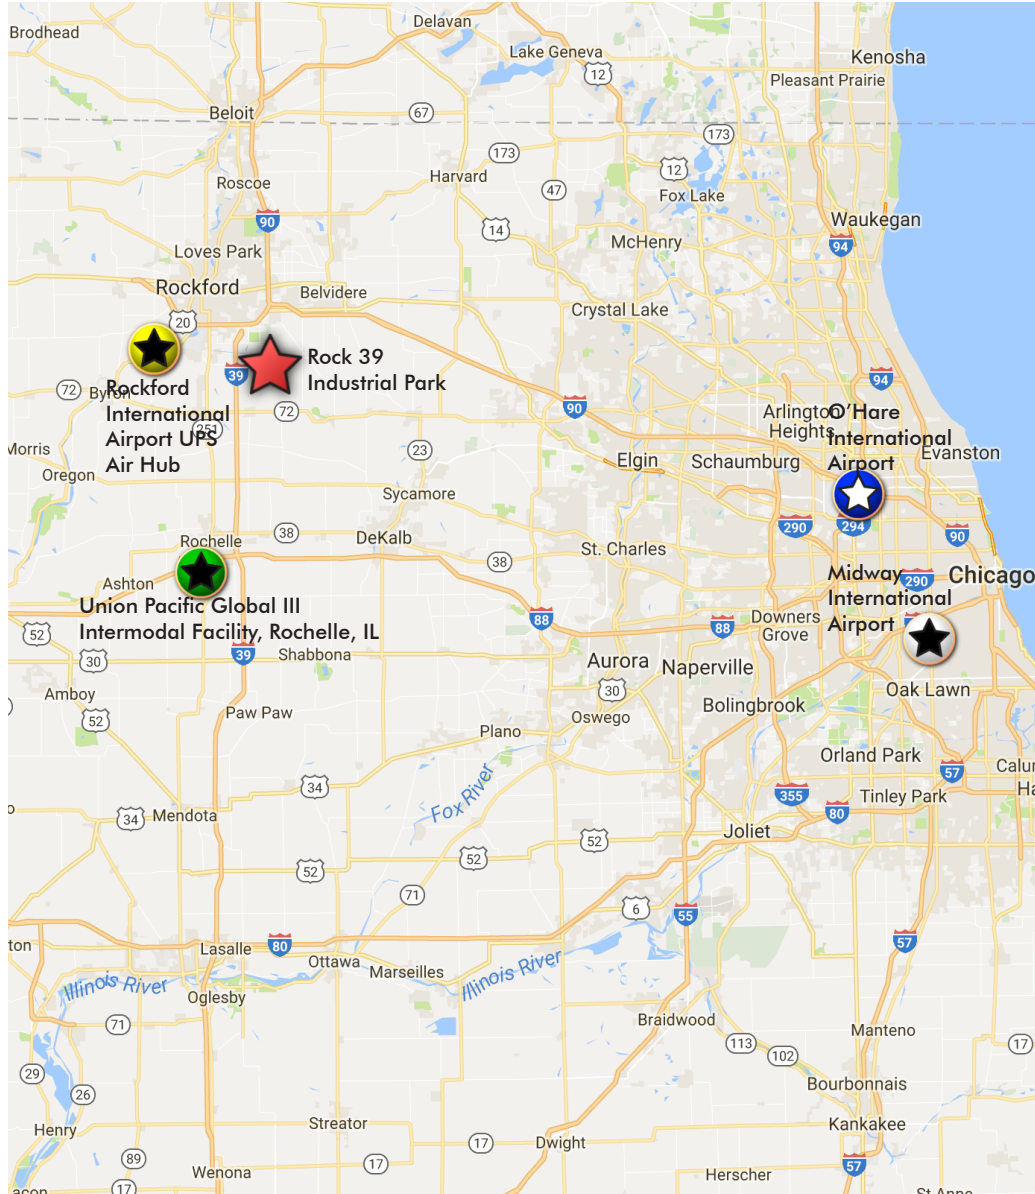 Brodhead
Delavan
Lake Geneva
12
Kenosha
Pleasant Prairie
Beloit
67
173
173
Harvard
12
Roscoe
47
Fox Lake
90
14
Waukegan
McHenry
94
Loves Park
Rockford
Belvidere
Crystal Lake
20
Rock 39
Industrial Park
39
94
72
Byron
Rockford
International
Airport UPS
Air Hub
251
72
90
Arlington
Heights
O'Hare
International
Airport
Morris
23
Elgin
Schaumburg
Evanston
Oregon
Sycamore
290
294
90
Rochelle
38
DeKalb
St. Charles
38
Ashton
Midway
International
Airport
290
Chicago
Union Pacific Global III
Intermodal Facility, Rochelle, IL
52
88
88
Downers
Grove
30
39
Shabbona
Aurora
Naperville
Amboy
30
Oak Lawn
52
Paw Paw
Oswego
Bolingbrook
Plano
Orland Park
57
Calu
34
Fox River
355
Tinley Park
Ha
34
Mendota
80
Joliet
52
52
52
71
6
55
ton
Lasalle
80
57
Ottawa
Marseilles
Illinois River
Illinois River
Oglesby
71
Braidwood
Manteno
113
102
17
29
26
Bourbonnais
Henry
Streator
Kankakee
17
Dwight
89
17
57
Wenona
Herscher
17
acon
St Anne